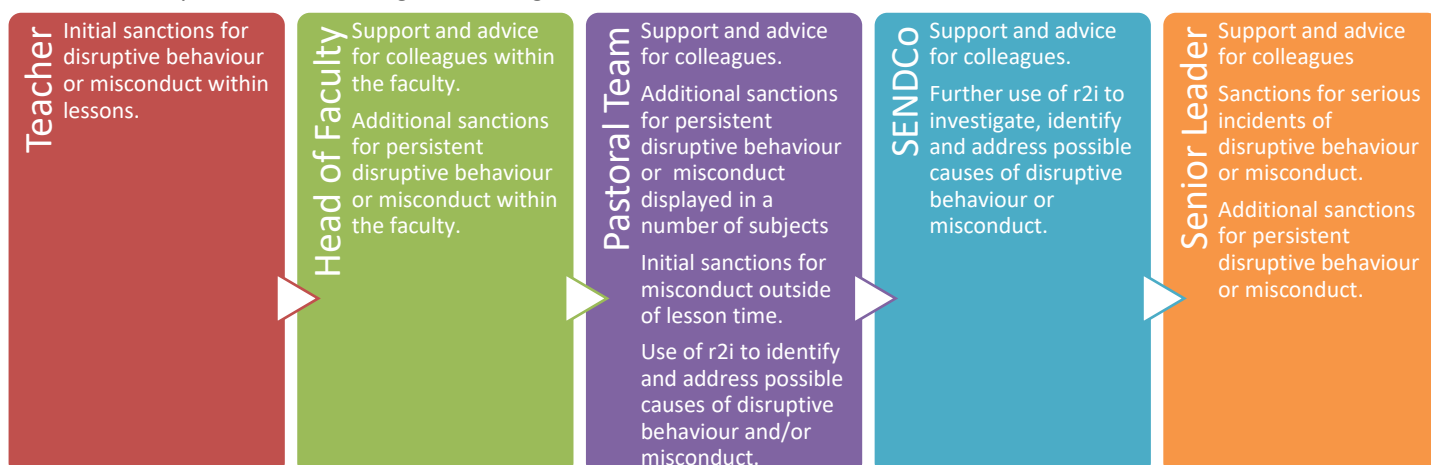 Teacher
Initial sanctions for
disruptive behaviour
or misconduct within
lessons.
Head of Faculty
Support and advice
for colleagues within
the faculty.
Additional sanctions
for persistent
disruptive behaviour
or misconduct within
the faculty.
Pastoral Team
Support and advice
for colleagues.
Additional sanctions
for persistent
disruptive behaviour
or misconduct
displayed in a
number of subjects
Initial sanctions for
misconduct outside
of lesson time.
Use of r2i to identify
and address possible
causes of disruptive
behaviour and/or
misconduct.
SENDCo
Support and advice
for colleagues.
Further use of r2i to
investigate, identify
and address possible
causes of disruptive
behaviour or
misconduct.
Senior Leader
Support and advice
for colleagues
Sanctions for serious
incidents of
disruptive behaviour
or misconduct.
Additional sanctions
for persistent
disruptive behaviour
or misconduct.